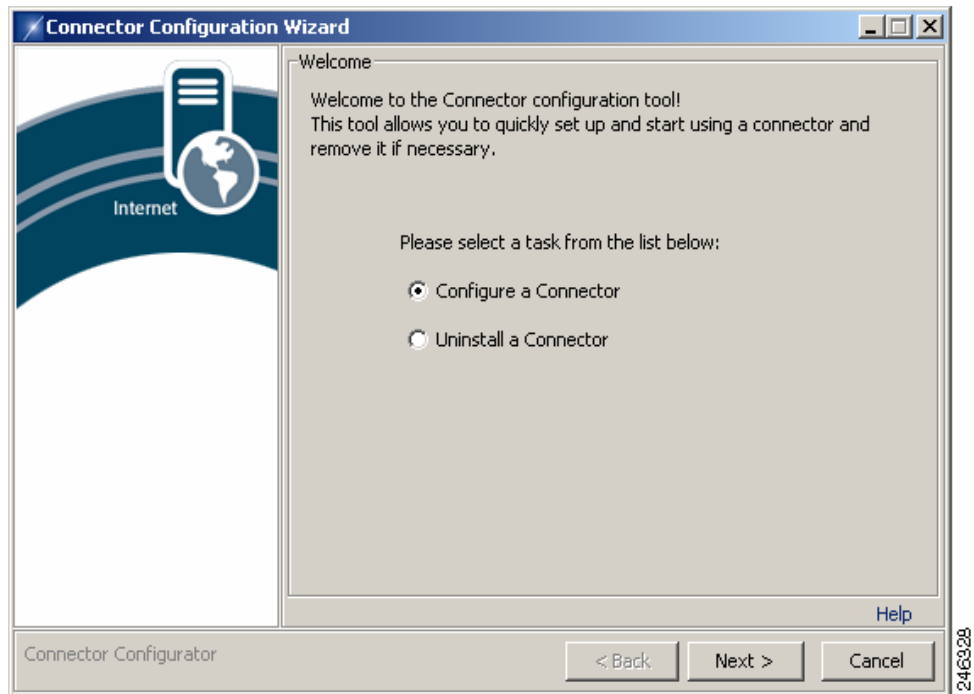 Connector Configuration Wizard
Internet
Welcome
Welcome to the Connector configuration tool!
This tool allows you to quickly set up and start using a connector and
remove it if necessary.
Please select a task from the list below:
Configure a Connector
Uninstall a Connector
Help
Connector Configurator
< Back
Next >
Cancel
246328